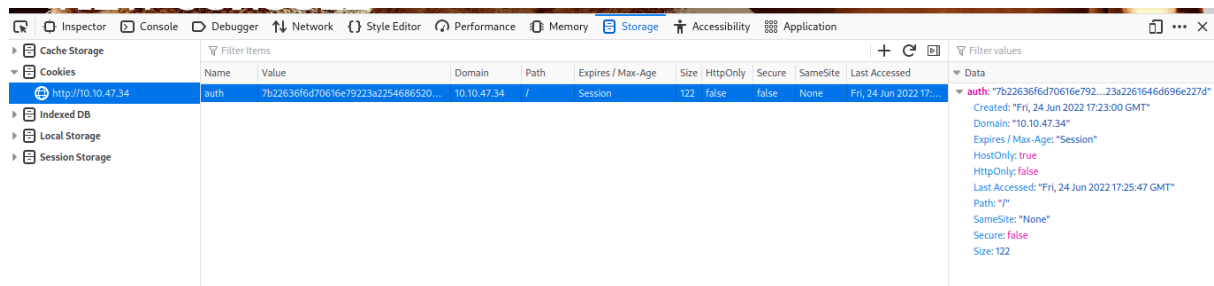 Inspector Console Debugger Network {} Style Editor Performance Memory Storage Accessibility Application
Cache Storage
Filter Items
Filter values
Cookies
Name Value Domain Path Expires / Max-Age Size HttpOnly Secure SameSite Last Accessed
Data
http://10.10.47.34
auth 7b22636f6d70616e79223a2254686520... 10.10.47.34 / Session 122 false false None Fri, 24 Jun 2022 17:...
auth: "7b22636f6d70616e792...23a2261646d696e227d"
Indexed DB
Created: "Fri, 24 Jun 2022 17:23:00 GMT"
Domain: "10.10.47.34"
Local Storage
Expires / Max-Age: "Session"
Session Storage
HostOnly: true
HttpOnly: false
Last Accessed: "Fri, 24 Jun 2022 17:25:47 GMT"
Path: "/"
SameSite: "None"
Secure: false
Size: 122